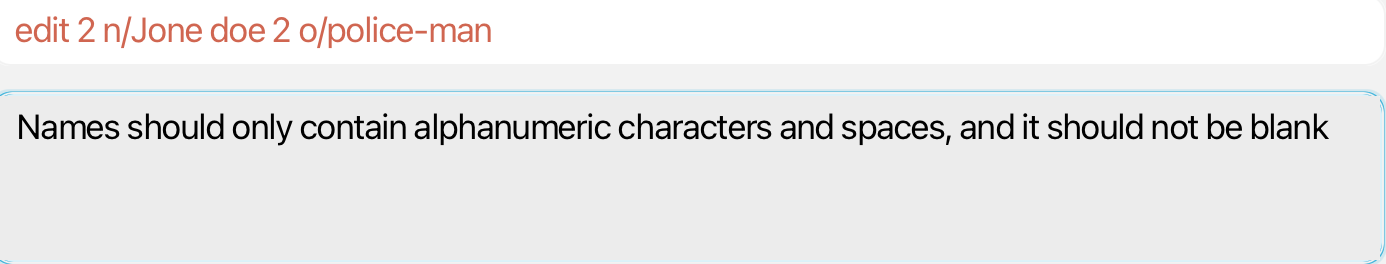 edit 2 n/Jone doe 2 o/police-man
Names should only contain alphanumeric characters and spaces, and it should not be blank